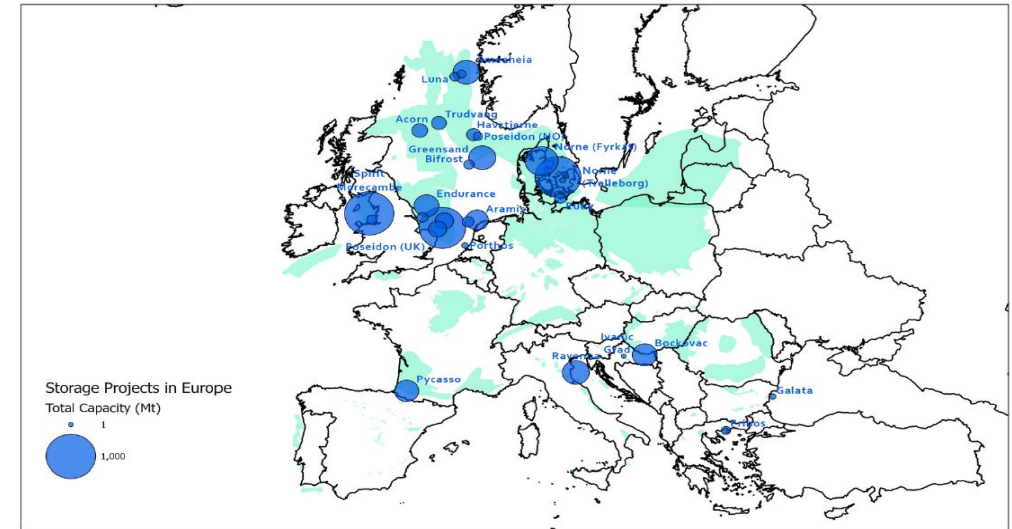 Smeaheia
Luna
Trudvang
Acorn
Havstjerne
Poseidon (NO)
Greensand
Bifrost
Norne (Fyrkat)
Norne
(Trelleborg)
Spirit
Morecambe
Endurance
Ruby
Aramis
Poseidon (UK)
Porthos
Ivanic
Grad
Bockovac
Ravenna
Pycasso
Galata
Prinos
Storage Projects in Europe
Total Capacity (Mt)
1
1,000